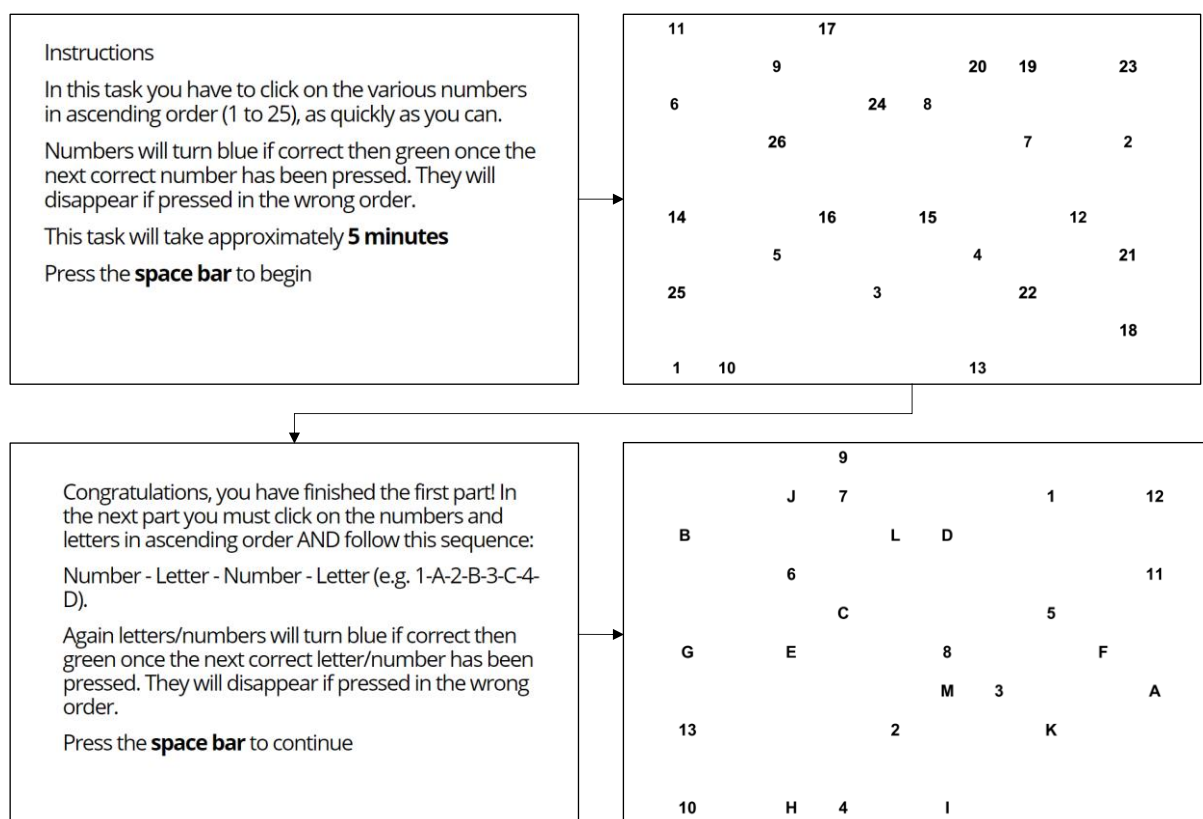 Instructions
In this task you have to click on the various numbers
in ascending order (1 to 25), as quickly as you can.
Numbers will turn blue if correct then green once the
next correct number has been pressed. They will
disappear if pressed in the wrong order.
This task will take approximately 5 minutes
Press the space bar to begin
11 17
9 20 19 23
6 24 8
26 7 2
14 16 15 12
5 4 21
25 3 22
18
1 10 13
Congratulations, you have finished the first part! In
the next part you must click on the numbers and
letters in ascending order AND follow this sequence:
Number - Letter - Number - Letter (e.g. 1-A-2-B-3-C-4-
D).
Again letters/numbers will turn blue if correct then
green once the next correct letter/number has been
pressed. They will disappear if pressed in the wrong
order.
Press the space bar to continue
9
J 7 1 12
B L D
6 11
C 5
G E 8 F
M 3 A
13 2 K
10 H 4 I